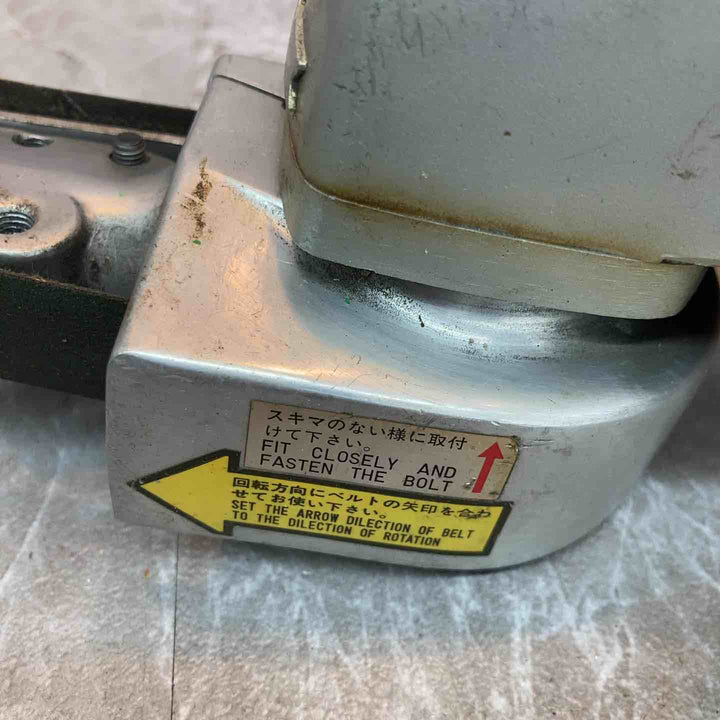 スキマのない様に取付
けて下さい。
FIT CLOSELY AND
FASTEN THE BOLT
回転方向にベルトの矢印を合わ
せてお使い下さい。
SET THE ARROW DILECTION OF BELT
TO THE DILECTION OF ROTATION